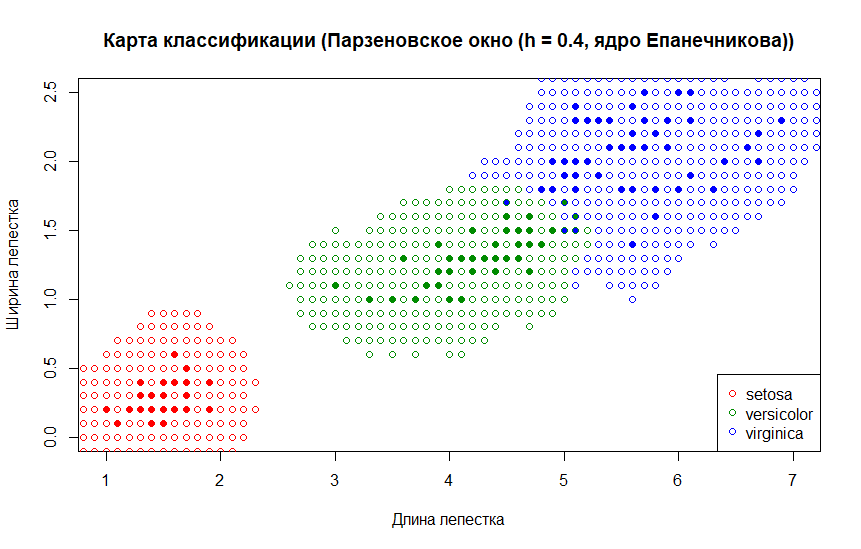 Карта классификации (Парзеновское окно (h = 0.4, ядро Епанечникова))
Ширина лепестка
2.5
2.0
1.5
1.0
0.5
0.0
setosa
versicolor
virginica
1 2 3 4 5 6 7
Длина лепестка